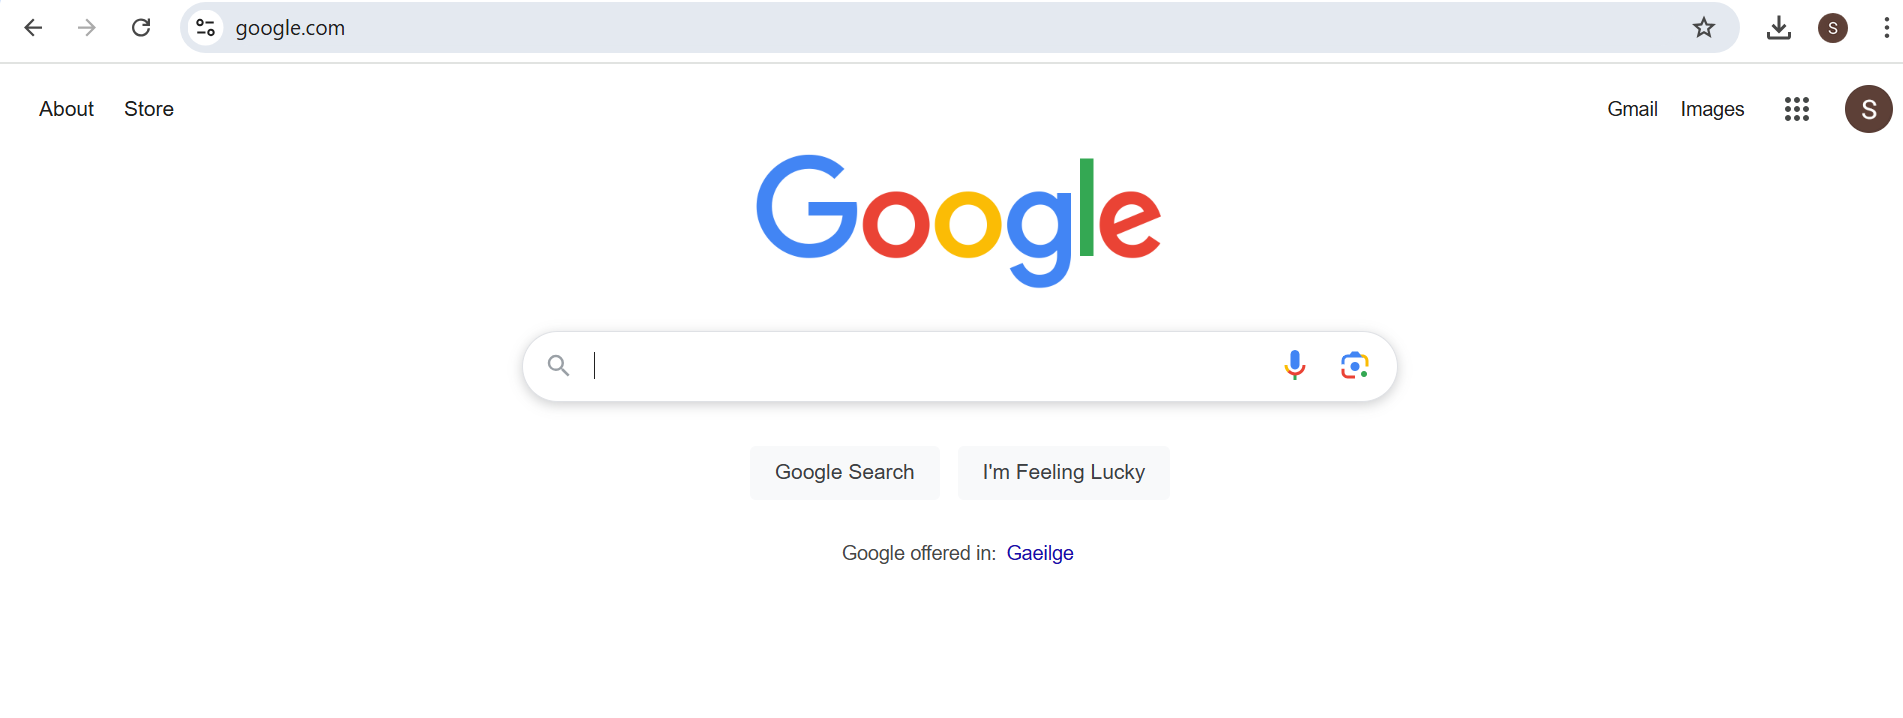 google.com
S
About Store Gmail Images
S
Google
Google Search I'm Feeling Lucky
Google offered in: Gaeilge